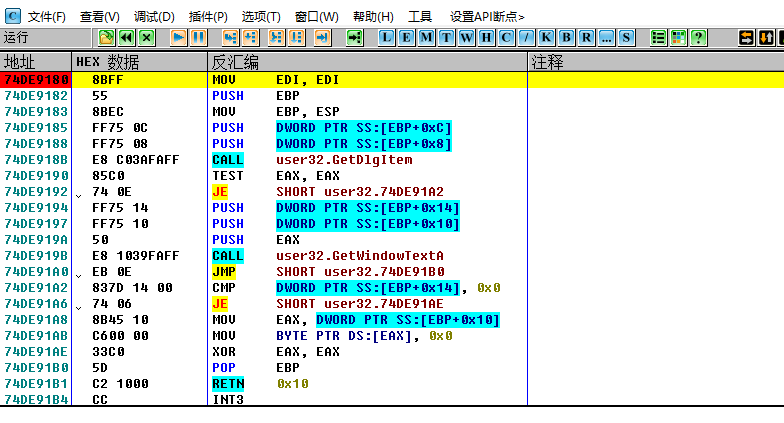 C 文件(F) 查看(V) 调试(D) 插件(P) 选项(T) 窗口(W) 帮助(H) 工具 设置API断点>
运行 L E M T W H C / K B R ... S ?
地址 HEX 数据 反汇编 注释
74DE9180 8BFF MOV EDI, EDI
74DE9182 55 PUSH EBP
74DE9183 8BEC MOV EBP, ESP
74DE9185 FF75 0C PUSH DWORD PTR SS:[EBP+0xC]
74DE9188 FF75 08 PUSH DWORD PTR SS:[EBP+0x8]
74DE918B E8 C03AFAFF CALL user32.GetDlgItem
74DE9190 85C0 TEST EAX, EAX
74DE9192 74 0E JE SHORT user32.74DE91A2
74DE9194 FF75 14 PUSH DWORD PTR SS:[EBP+0x14]
74DE9197 FF75 10 PUSH DWORD PTR SS:[EBP+0x10]
74DE919A 50 PUSH EAX
74DE919B E8 1039FAFF CALL user32.GetWindowTextA
74DE91A0 EB 0E JMP SHORT user32.74DE91B0
74DE91A2 837D 14 00 CMP DWORD PTR SS:[EBP+0x14], 0x0
74DE91A6 74 06 JE SHORT user32.74DE91AE
74DE91A8 8B45 10 MOV EAX, DWORD PTR SS:[EBP+0x10]
74DE91AB C600 00 MOV BYTE PTR DS:[EAX], 0x0
74DE91AE 33C0 XOR EAX, EAX
74DE91B0 5D POP EBP
74DE91B1 C2 1000 RETN 0x10
74DE91B4 CC INT3